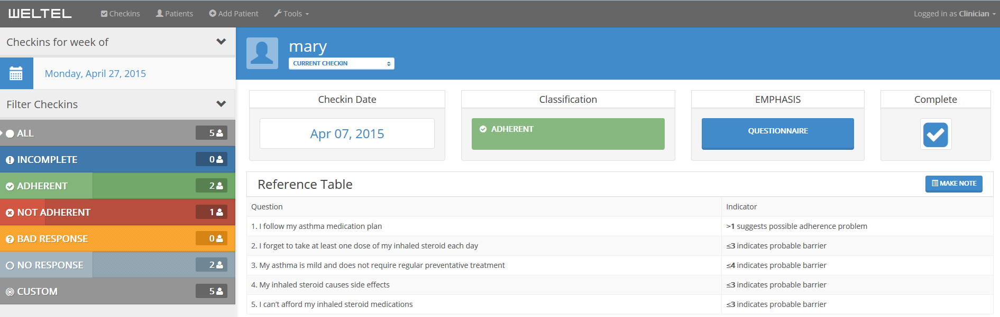 WELTEL Checkins Patients Add Patient Tools Logged in as Clinician
Checkins for week of
Monday, April 27, 2015
Filter Checkins
ALL 5
INCOMPLETE 0
ADHERENT 2
NOT ADHERENT 1
BAD RESPONSE 0
NO RESPONSE 2
CUSTOM 5
mary
CURRENT CHECKIN
Checkin Date
Apr 07, 2015
Classification
ADHERENT
EMPHASIS
QUESTIONNAIRE
Complete
Reference Table MAKE NOTE
Question Indicator
1. I follow my asthma medication plan >1 suggests possible adherence problem
2. I forget to take at least one dose of my inhaled steroid each day ≤3 indicates probable barrier
3. My asthma is mild and does not require regular preventative treatment ≤4 indicates probable barrier
4. My inhaled steroid causes side effects ≤3 indicates probable barrier
5. I can’t afford my inhaled steroid medications ≤3 indicates probable barrier